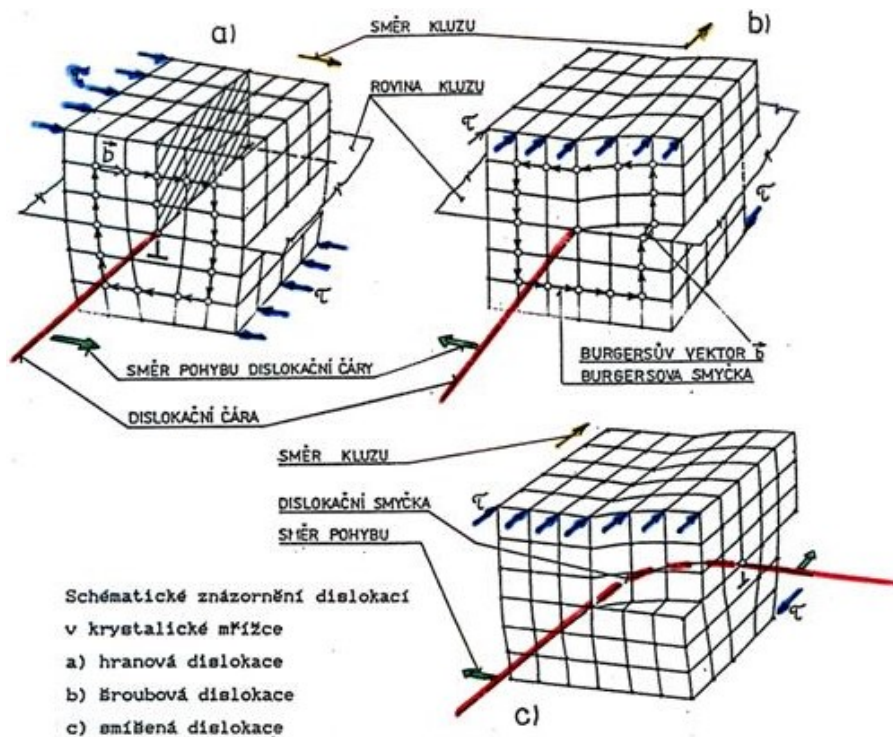 a)
SMĚR KLUZU
b)
ROVINA KLUZU
τ
b⃗
τ
τ
τ
SMĚR POHYBU DISLOKAČNÍ ČÁRY
DISLOKAČNÍ ČÁRA
BURGERSŮV VEKTOR b⃗
BURGERSOVA SMYČKA
SMĚR KLUZU
DISLOKAČNÍ SMYČKA
SMĚR POHYBU
τ
τ
c)
Schématické znázornění dislokací
v krystalické mřížce
a) hranová dislokace
b) šroubová dislokace
c) smíšená dislokace